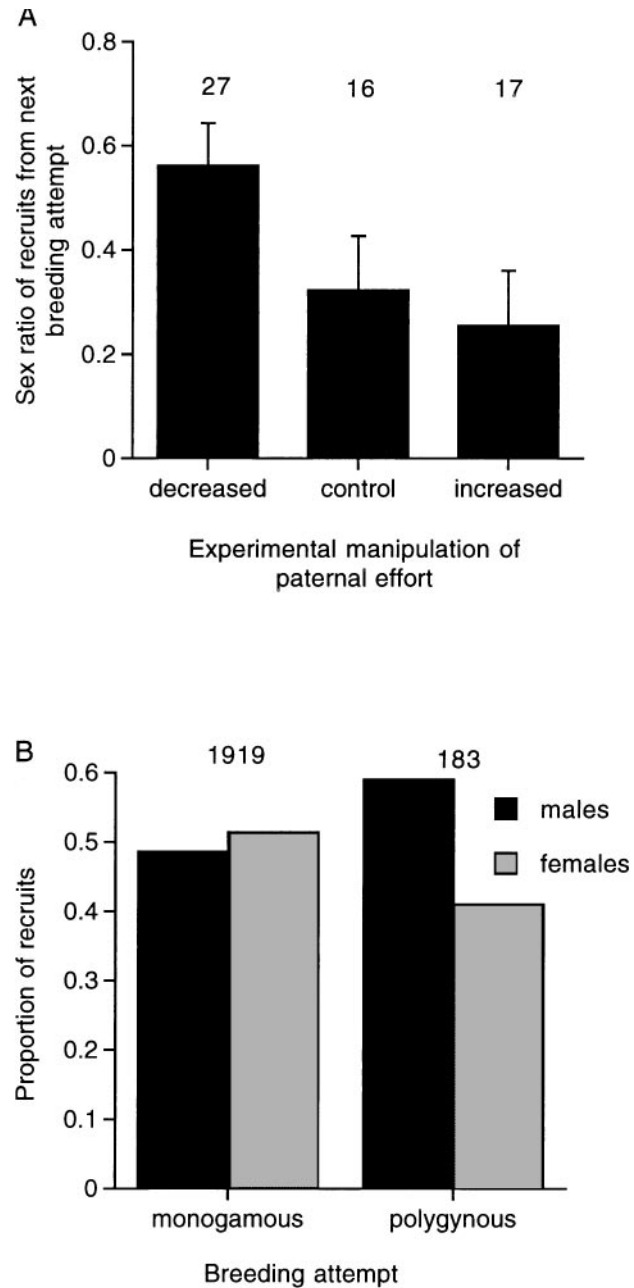 A
Sex ratio of recruits from next
breeding attempt
0.8
0.6
0.4
0.2
0
27 16 17
decreased control increased
Experimental manipulation of
paternal effort
B
Proportion of recruits
0.6
0.5
0.4
0.3
0.2
0.1
0
1919 183
males
females
monogamous polygynous
Breeding attempt